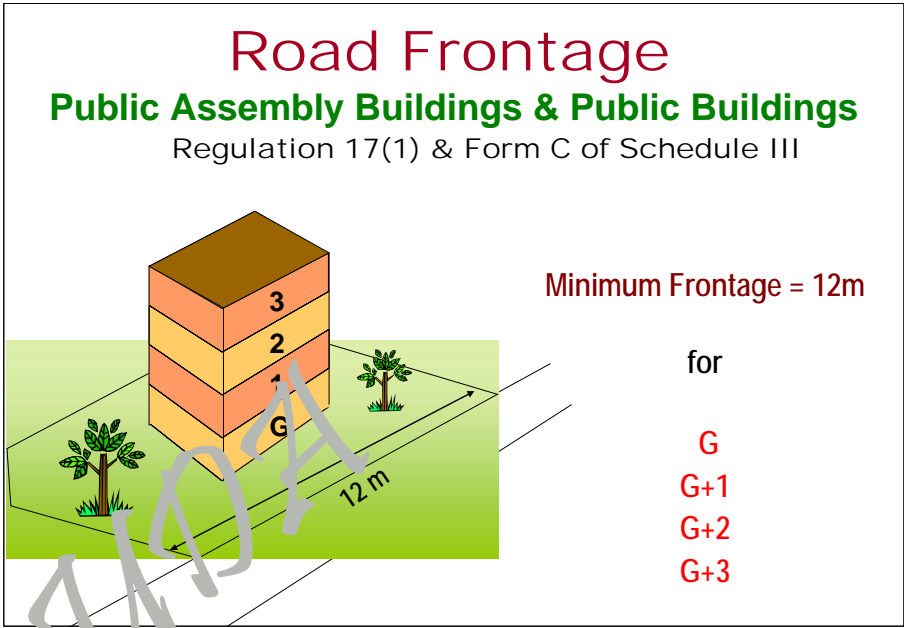 Road Frontage
Public Assembly Buildings & Public Buildings
Regulation 17(1) & Form C of Schedule III
3
2
1
G
12 m
Minimum Frontage = 12m
for
G
G+1
G+2
G+3